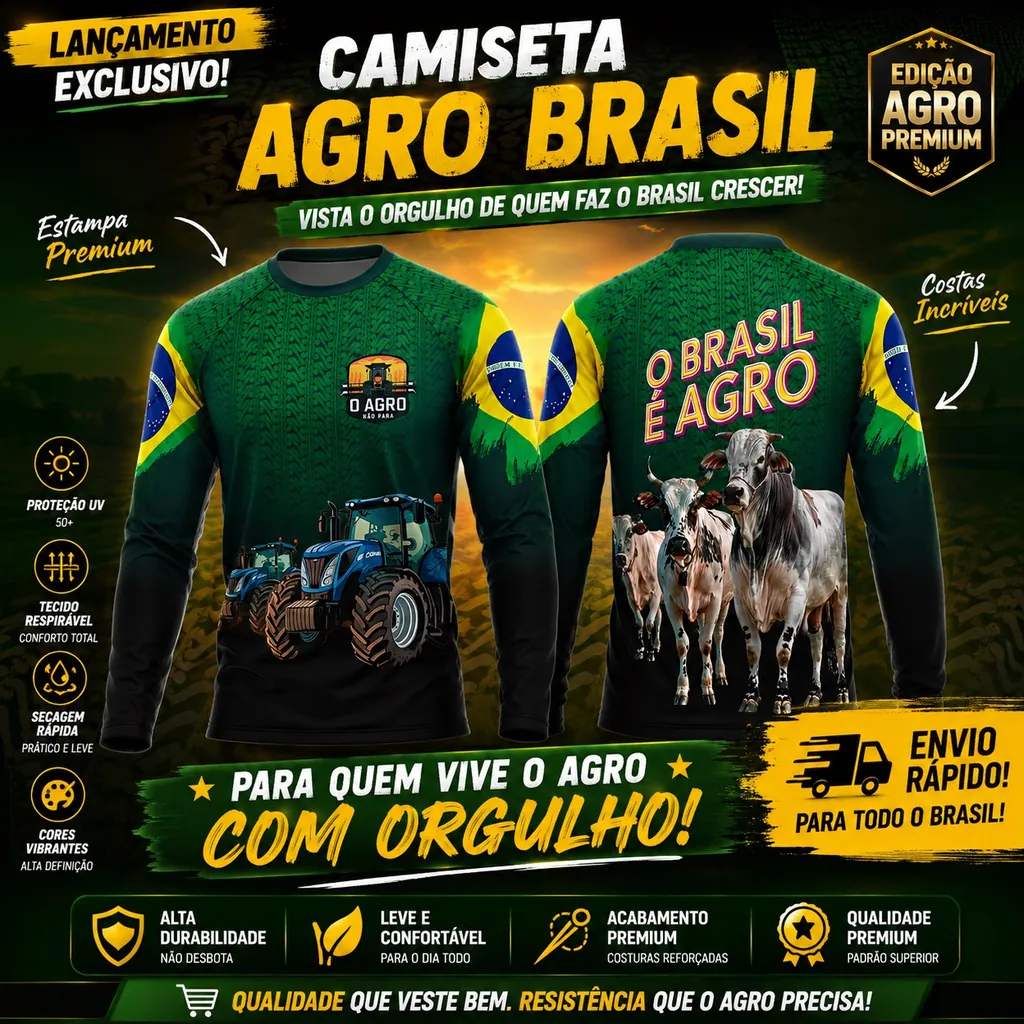 LANÇAMENTO
EXCLUSIVO!
CAMISETA
AGRO BRASIL
VISTA O ORGULHO DE QUEM FAZ O BRASIL CRESCER!
EDIÇÃO
AGRO
PREMIUM
Estampa
Premium
Costas
Incríveis
O AGRO
NÃO PARA
O BRASIL
É AGRO
PROTEÇÃO UV
50+
TECIDO
RESPIRÁVEL
CONFORTO TOTAL
SECAGEM
RÁPIDA
PRÁTICO E LEVE
CORES
VIBRANTES
ALTA DEFINIÇÃO
PARA QUEM VIVE O AGRO
COM ORGULHO!
ENVIO
RÁPIDO!
PARA TODO O BRASIL!
ALTA
DURABILIDADE
NÃO DESBOTA
LEVE E
CONFORTÁVEL
PARA O DIA TODO
ACABAMENTO
PREMIUM
COSTURAS REFORÇADAS
QUALIDADE
PREMIUM
PADRÃO SUPERIOR
QUALIDADE QUE VESTE BEM. RESISTÊNCIA QUE O AGRO PRECISA!